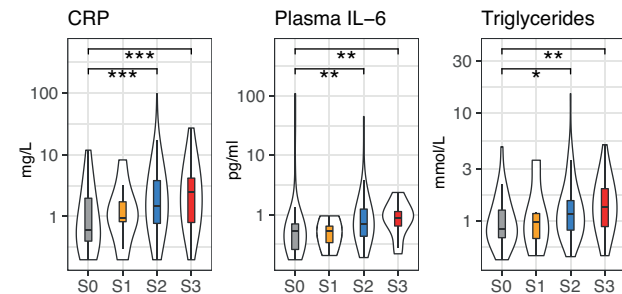 CRP
***
***
mg/L
100
10
1
S0 S1 S2 S3
Plasma IL−6
**
**
pg/ml
100
10
1
S0 S1 S2 S3
Triglycerides
**
*
mmol/L
30
10
3
1
S0 S1 S2 S3